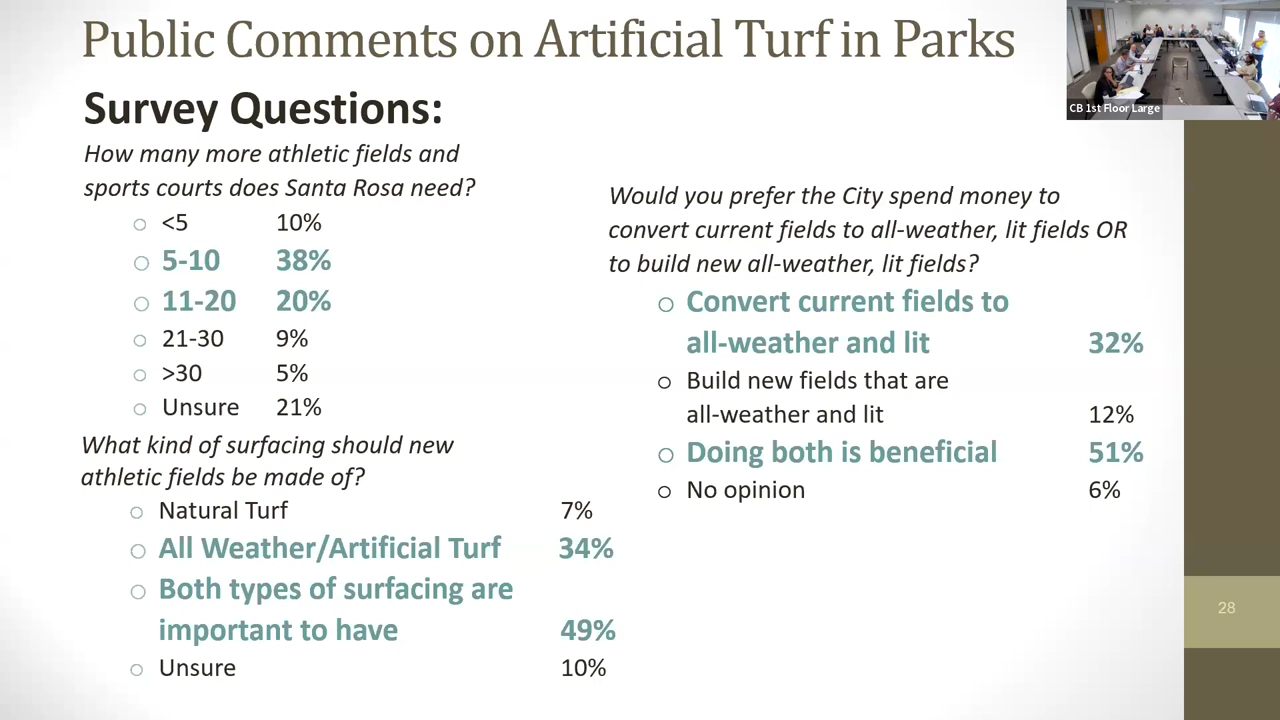 Public Comments on Artificial Turf in Parks
CB 1st Floor Large
Survey Questions:
How many more athletic fields and
sports courts does Santa Rosa need?
<5 10%
5-10 38%
11-20 20%
21-30 9%
>30 5%
Unsure 21%
What kind of surfacing should new
athletic fields be made of?
Natural Turf 7%
All Weather/Artificial Turf 34%
Both types of surfacing are
important to have 49%
Unsure 10%
Would you prefer the City spend money to
convert current fields to all-weather, lit fields OR
to build new all-weather, lit fields?
Convert current fields to
all-weather and lit 32%
Build new fields that are
all-weather and lit 12%
Doing both is beneficial 51%
No opinion 6%
28